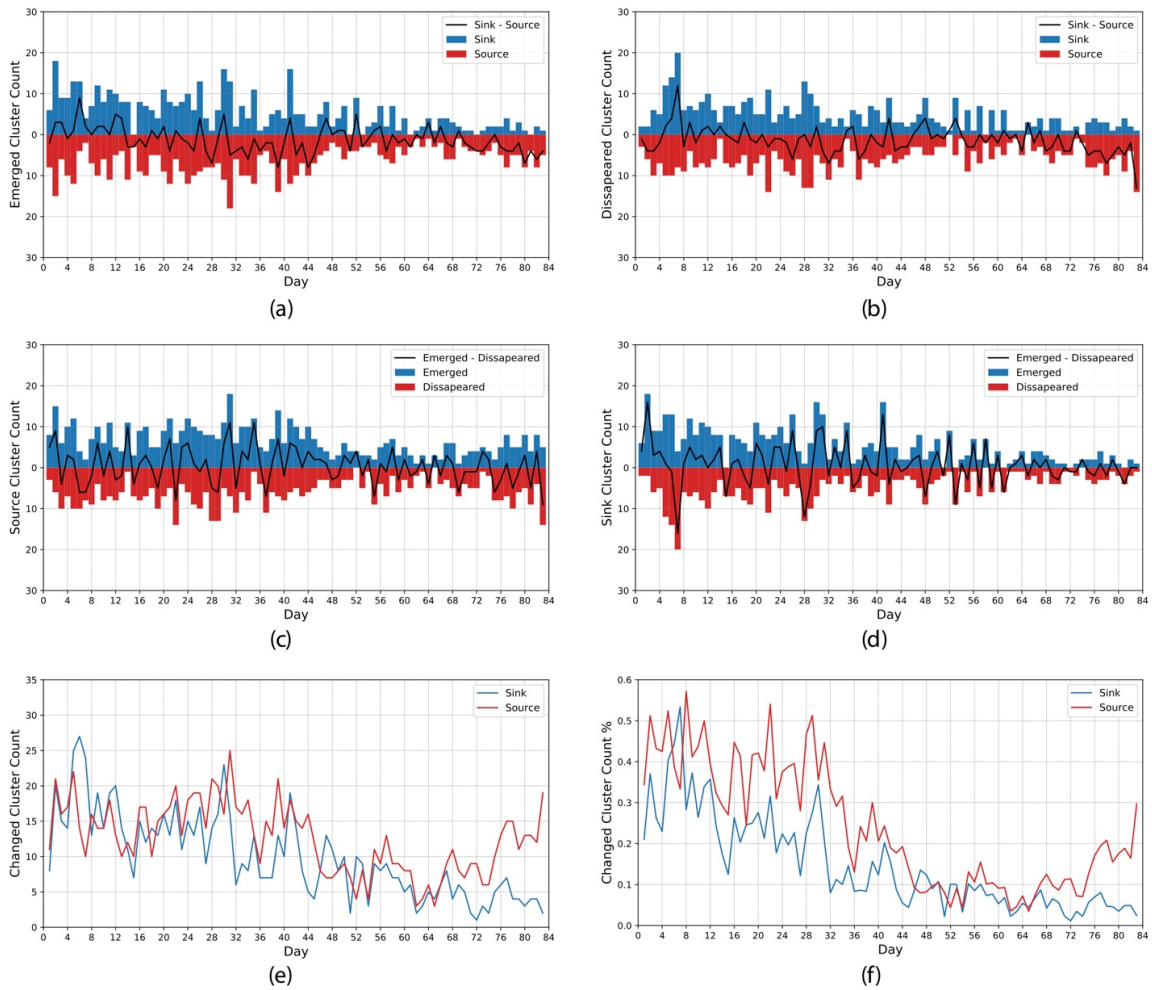 Emerged Cluster Count
30
20
10
0
10
20
30
Sink - Source
Sink
Source
0 4 8 12 16 20 24 28 32 36 40 44 48 52 56 60 64 68 72 76 80 84
Day
(a)
Dissapeared Cluster Count
30
20
10
0
10
20
30
Sink - Source
Sink
Source
0 4 8 12 16 20 24 28 32 36 40 44 48 52 56 60 64 68 72 76 80 84
Day
(b)
Source Cluster Count
30
20
10
0
10
20
30
Emerged - Dissapeared
Emerged
Dissapeared
0 4 8 12 16 20 24 28 32 36 40 44 48 52 56 60 64 68 72 76 80 84
Day
(c)
Sink Cluster Count
30
20
10
0
10
20
30
Emerged - Dissapeared
Emerged
Dissapeared
0 4 8 12 16 20 24 28 32 36 40 44 48 52 56 60 64 68 72 76 80 84
Day
(d)
Changed Cluster Count
35
30
25
20
15
10
5
0
Sink
Source
0 4 8 12 16 20 24 28 32 36 40 44 48 52 56 60 64 68 72 76 80 84
Day
(e)
Changed Cluster Count %
0.6
0.5
0.4
0.3
0.2
0.1
0.0
Sink
Source
0 4 8 12 16 20 24 28 32 36 40 44 48 52 56 60 64 68 72 76 80 84
Day
(f)